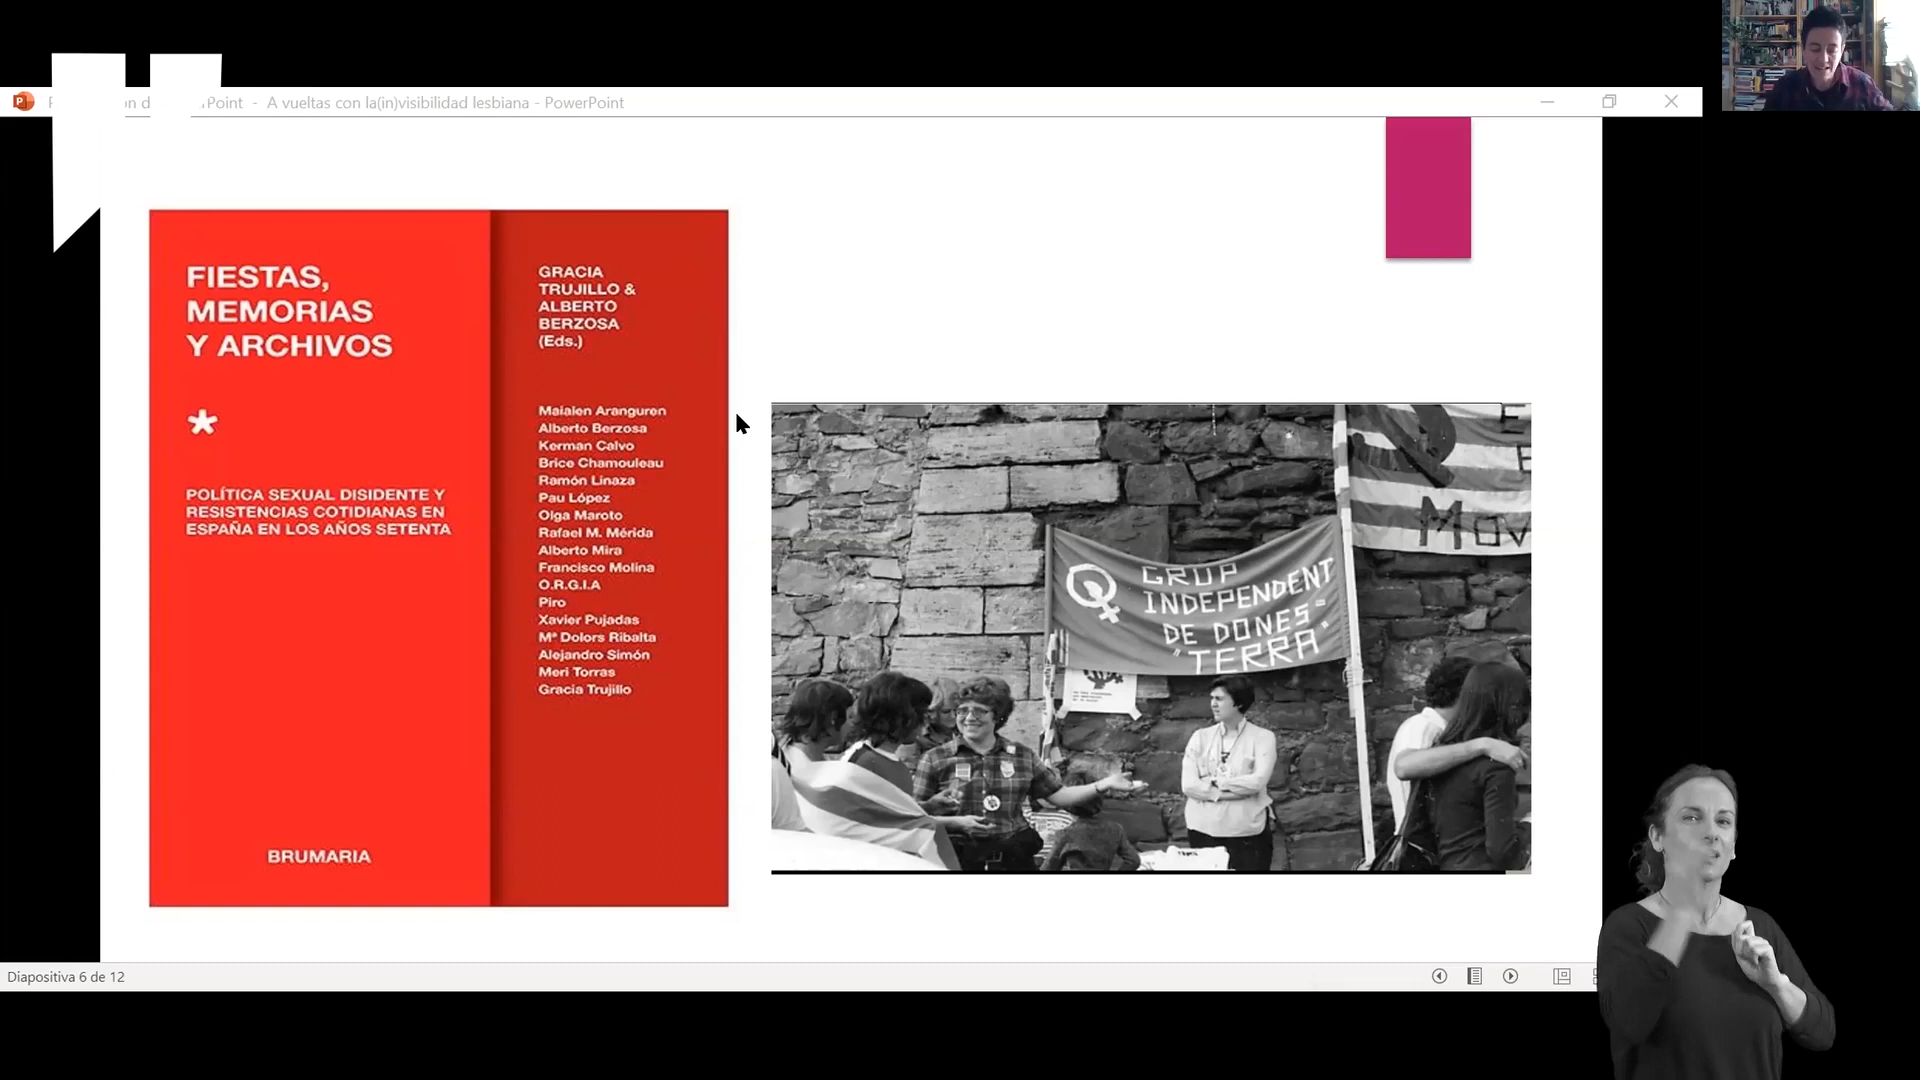 Point - A vueltas con la(in)visibilidad lesbiana - PowerPoint
FIESTAS,
MEMORIAS
Y ARCHIVOS
*
POLÍTICA SEXUAL DISIDENTE Y
RESISTENCIAS COTIDIANAS EN
ESPAÑA EN LOS AÑOS SETENTA
BRUMARIA
GRACIA
TRUJILLO &
ALBERTO
BERZOSA
(Eds.)
Maialen Aranguren
Alberto Berzosa
Kerman Calvo
Brice Chamouleau
Ramón Linaza
Pau López
Olga Maroto
Rafael M. Mérida
Alberto Mira
Francisco Molina
O.R.G.I.A
Piro
Xavier Pujadas
Mª Dolors Ribalta
Alejandro Simón
Meri Torras
Gracia Trujillo
GRUP
INDEPENDENT
DE DONES
"TERRA"
MOV
Diapositiva 6 de 12